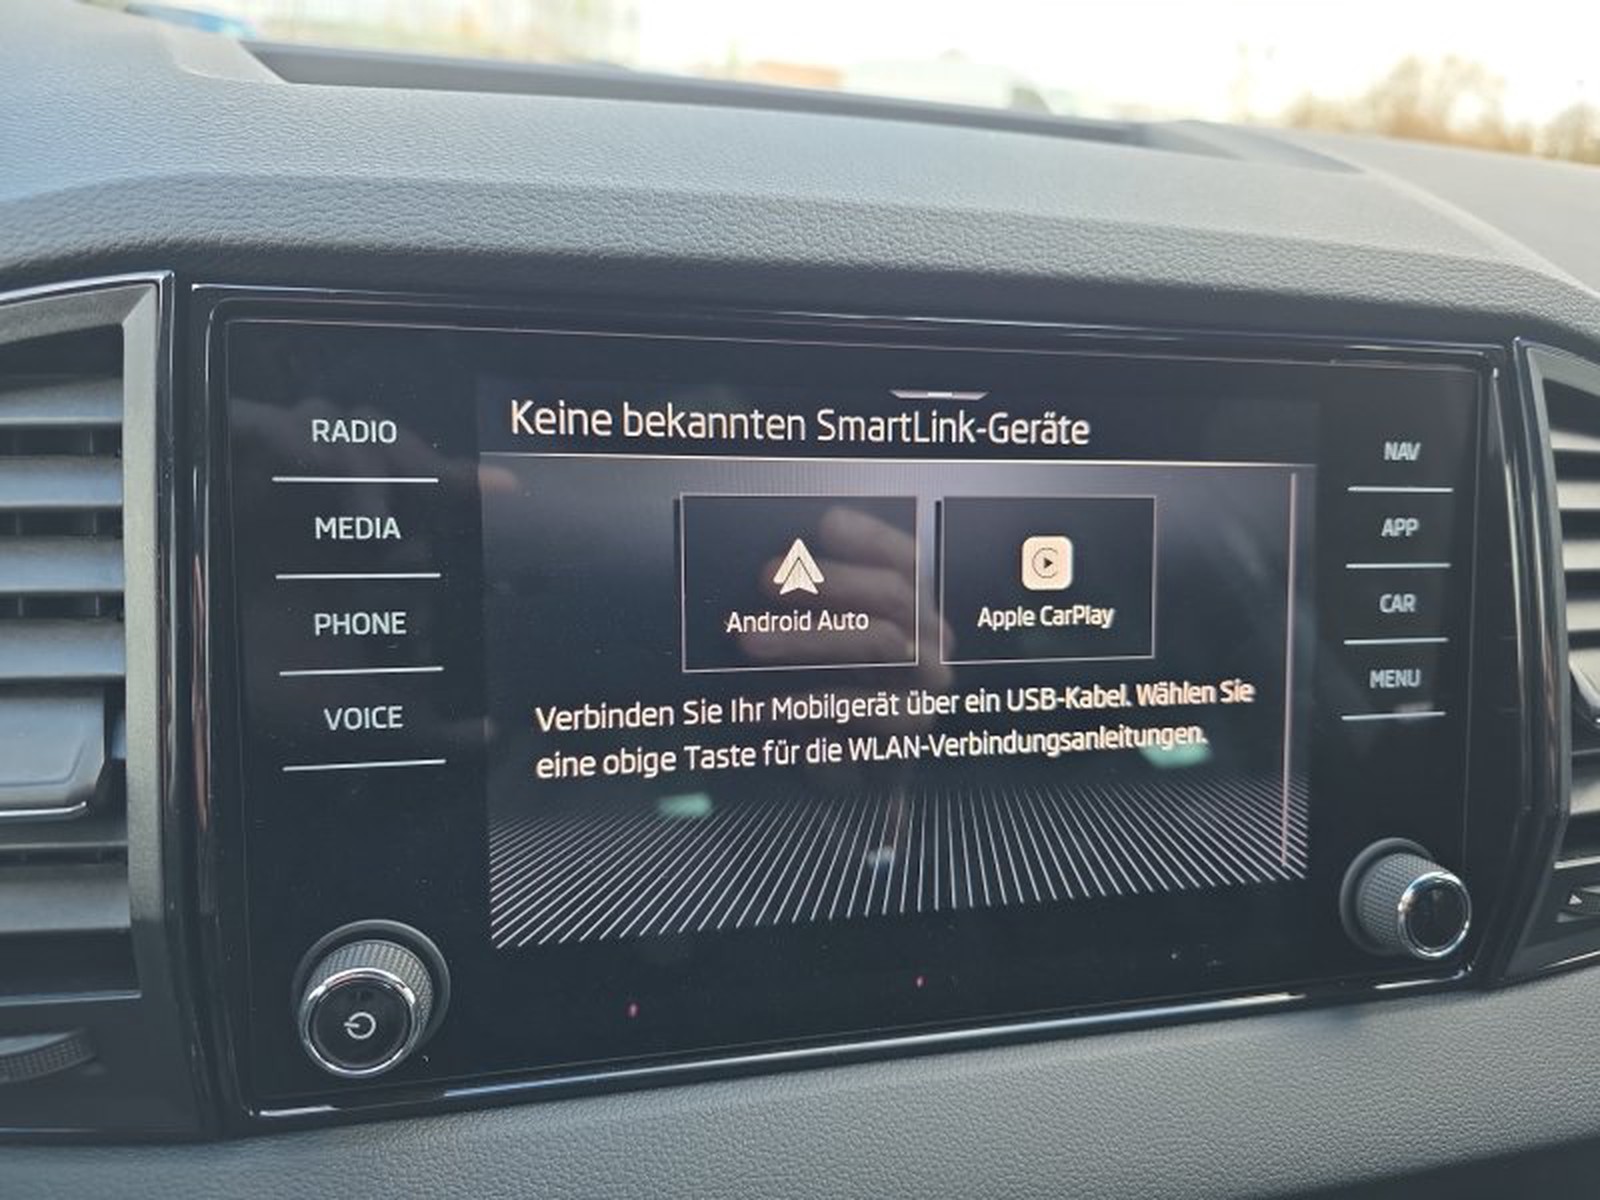 Keine bekannten SmartLink-Geräte
RADIO
MEDIA
PHONE
VOICE
Android Auto
Apple CarPlay
Verbinden Sie Ihr Mobilgerät über ein USB-Kabel. Wählen Sie
eine obige Taste für die WLAN-Verbindungsanleitungen.
NAV
APP
CAR
MENU